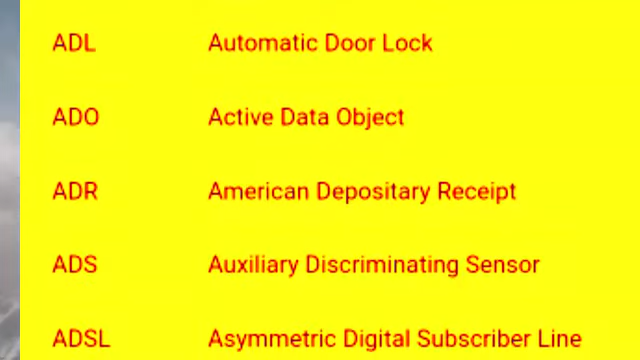 ADL Automatic Door Lock
ADO Active Data Object
ADR American Depositary Receipt
ADS Auxiliary Discriminating Sensor
ADSL Asymmetric Digital Subscriber Line